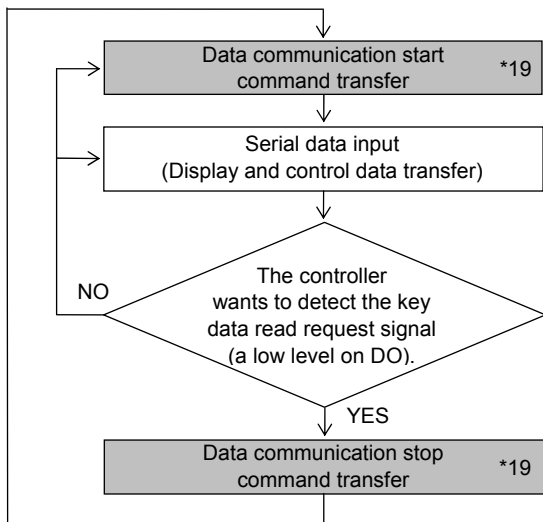 Data communication start
command transfer
*19
Serial data input
(Display and control data transfer)
The controller
wants to detect the key
data read request signal
(a low level on DO).
NO
YES
Data communication stop
command transfer
*19